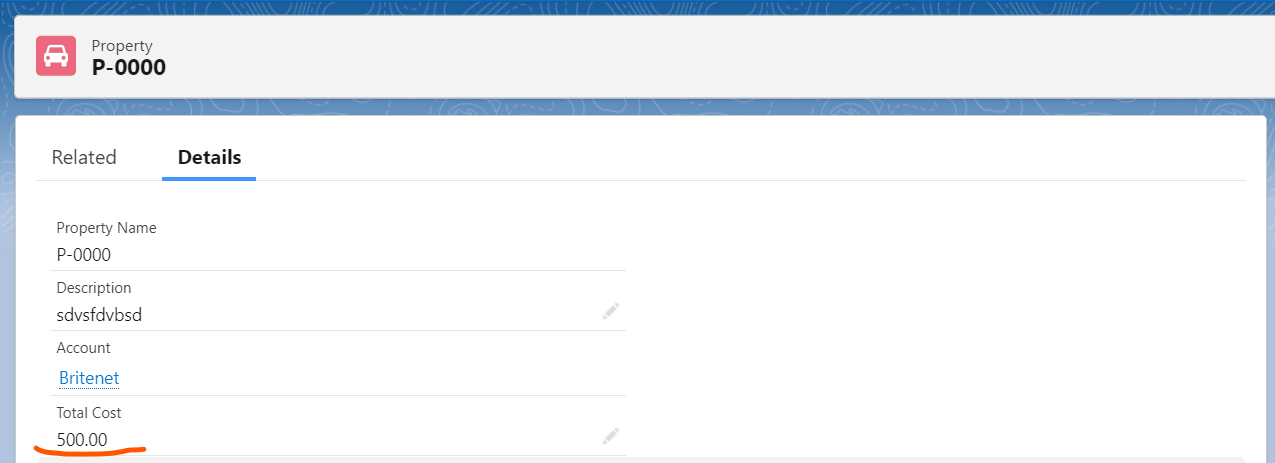 Property
P-0000
Related
Details
Property Name
P-0000
Description
sdvsfdvbsd
Account
Britenet
Total Cost
500.00